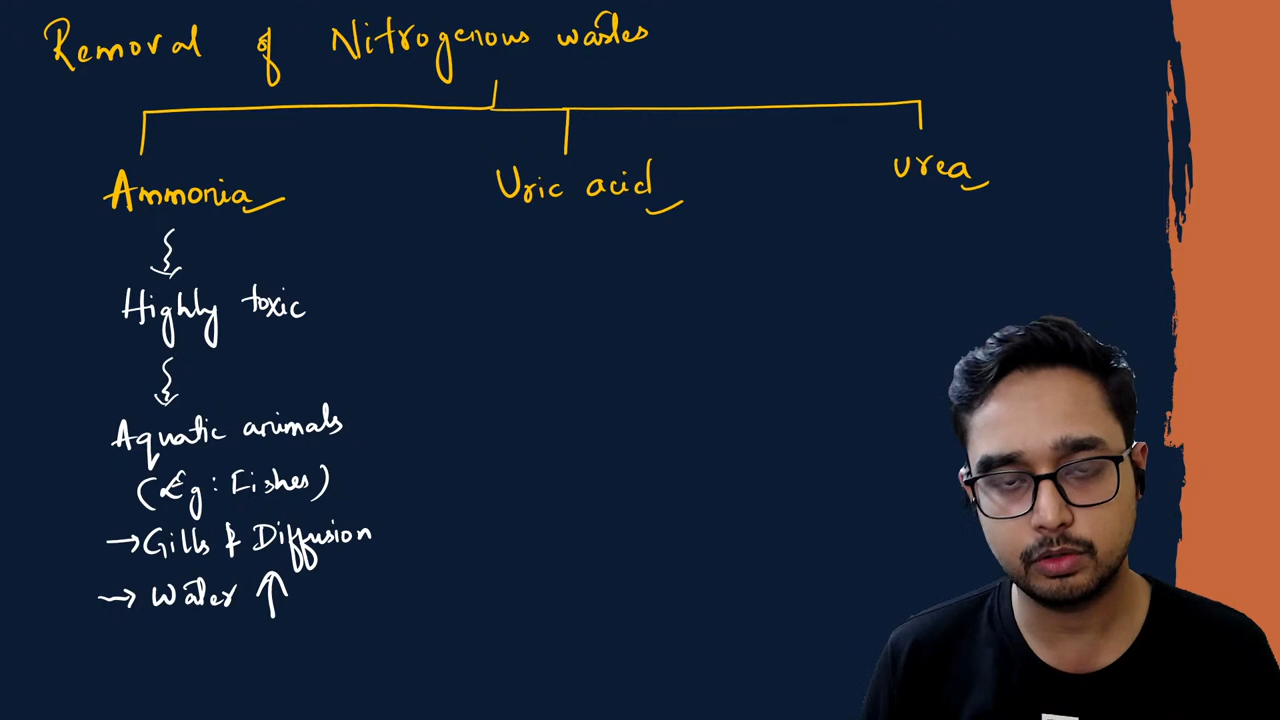 Removal of Nitrogenous wastes
Ammonia
Uric acid
urea
Highly toxic
Aquatic animals
(Eg: Fishes)
→ Gills & Diffusion
→ Water ↑